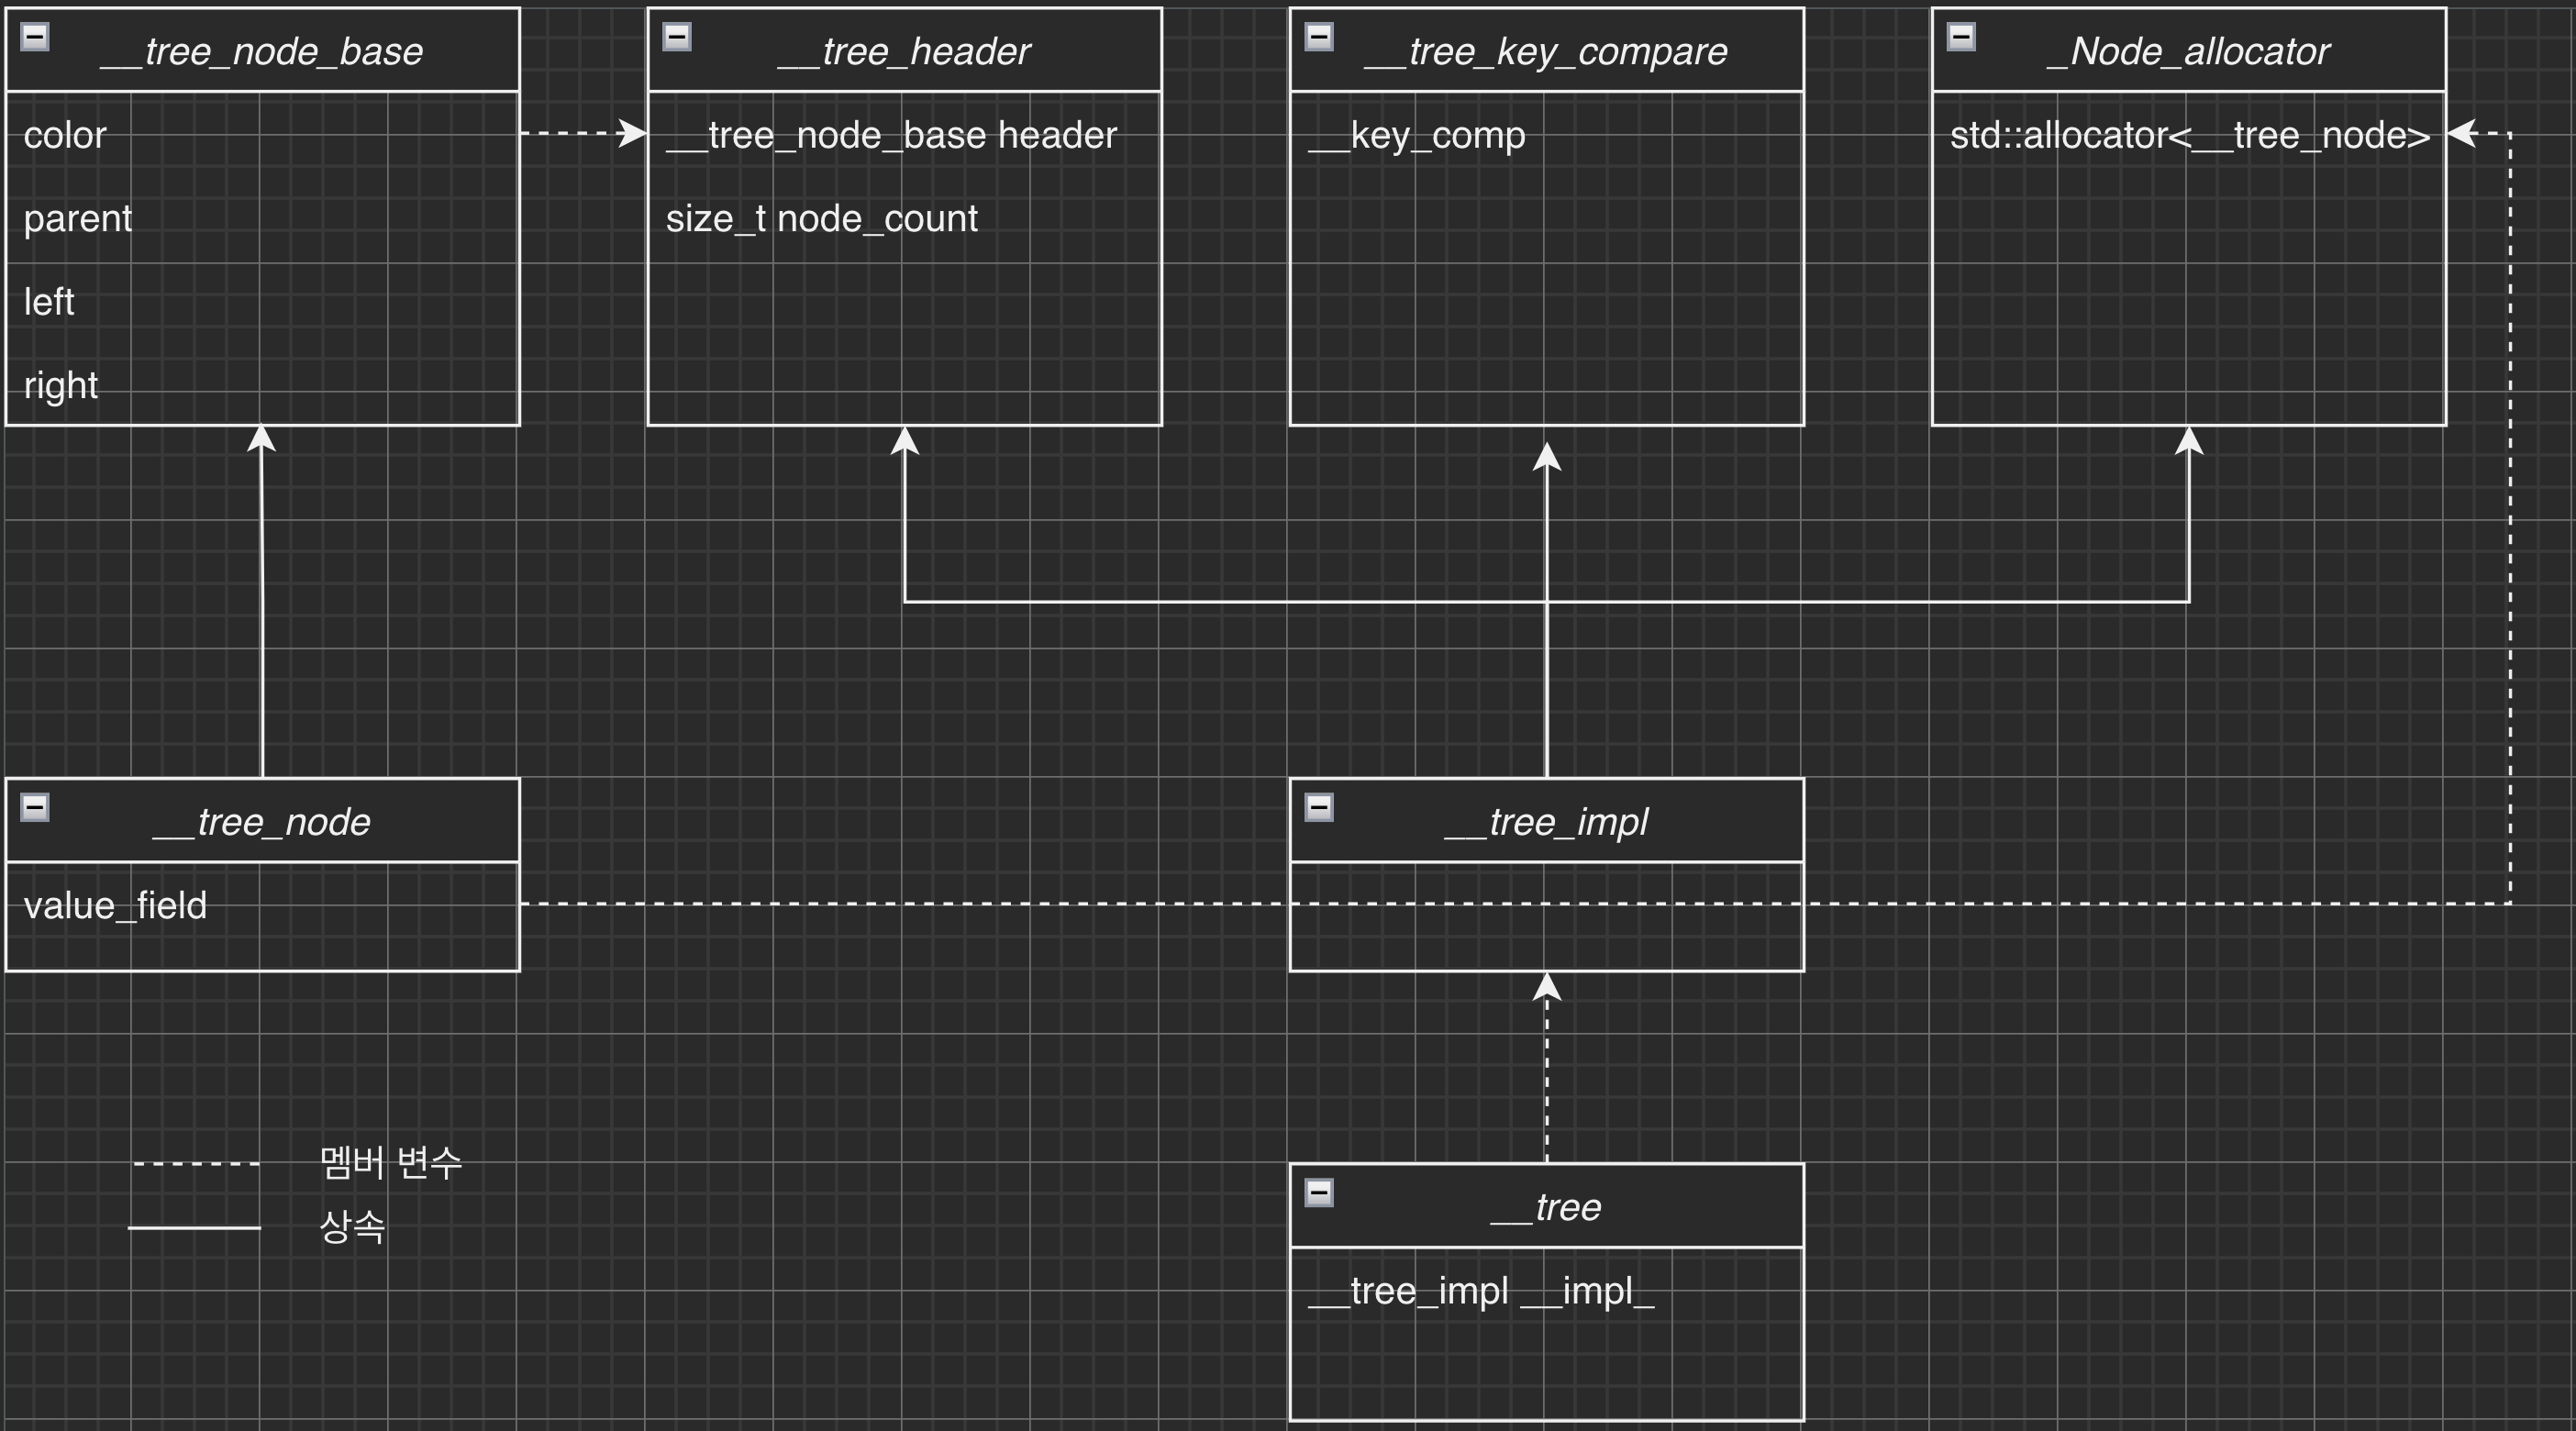 __tree_node_base
color
parent
left
right
__tree_header
__tree_node_base header
size_t node_count
__tree_key_compare
__key_comp
_Node_allocator
std::allocator<__tree_node>
__tree_node
value_field
__tree_impl
__tree
__tree_impl __impl_
멤버 변수
상속